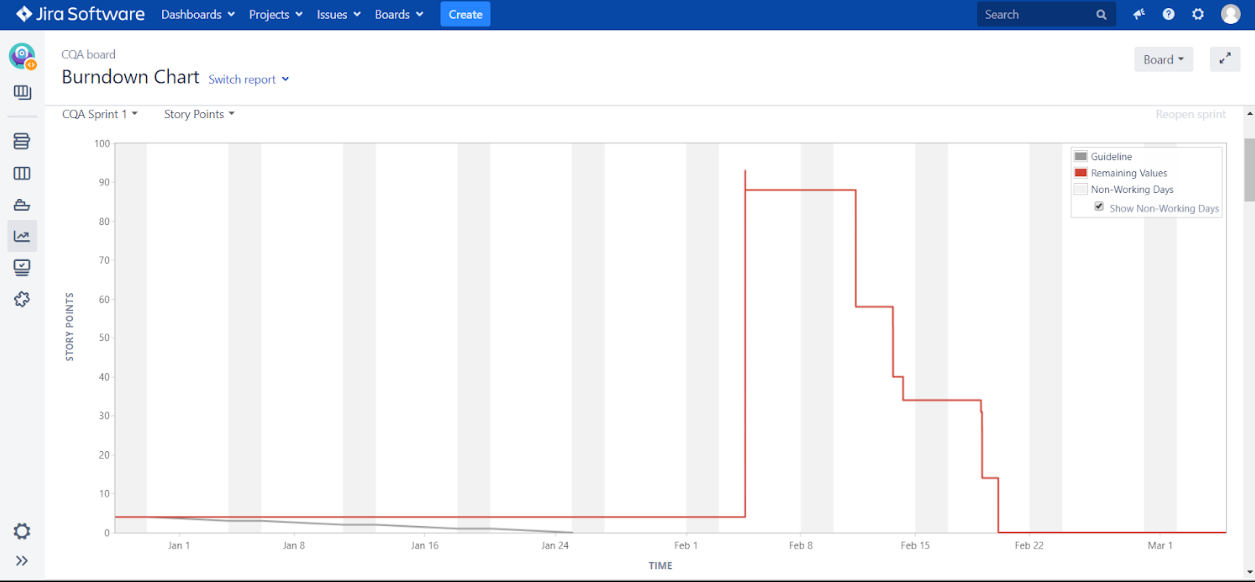 Jira Software Dashboards Projects Issues Boards Create Search
CQA board
Burndown Chart Switch report Board
CQA Sprint 1 Story Points Reopen sprint
100
90
80
70
60
50
40
30
20
10
0
STORY POINTS
Guideline
Remaining Values
Non-Working Days
Show Non-Working Days
Jan 1 Jan 8 Jan 16 Jan 24 Feb 1 Feb 8 Feb 15 Feb 22 Mar 1
TIME